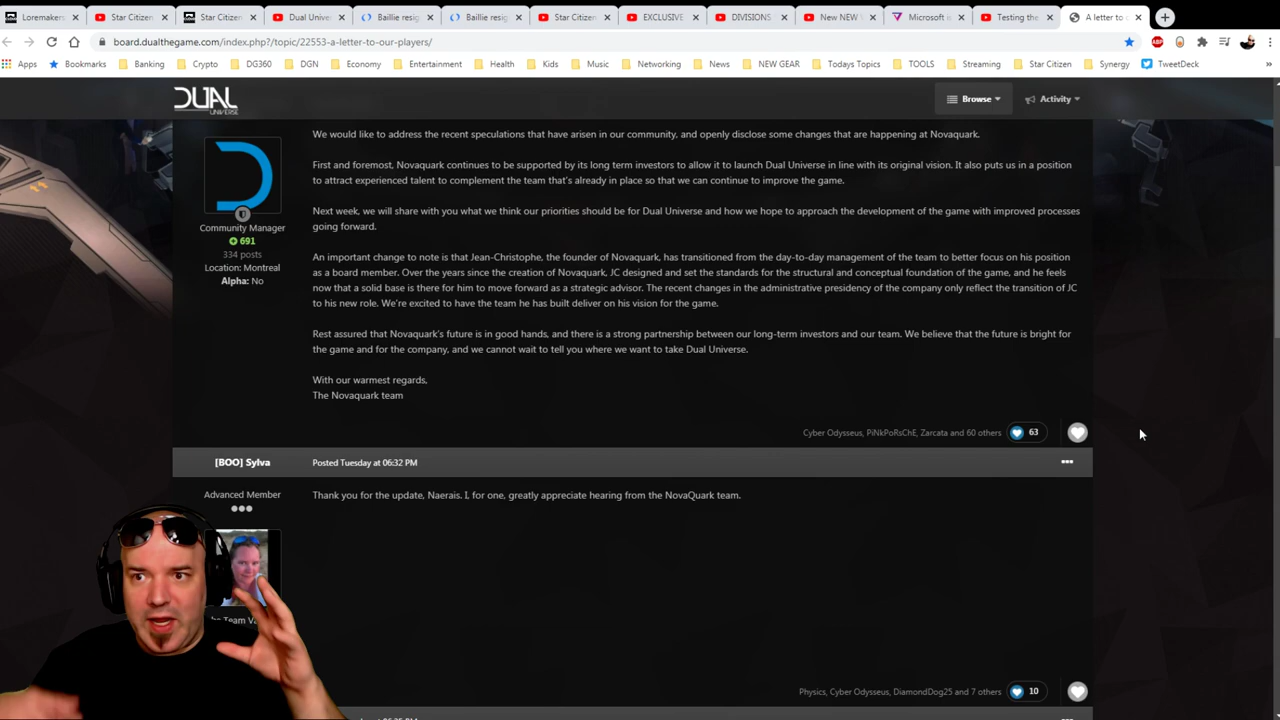 Loremakers
Star Citizen
Star Citizen
Dual Univer
Baillie resig
Baillie resig
Star Citizen
EXCLUSIVE
DIVISIONS
New NEW
Microsoft
Testing the
A letter to
board.dualthegame.com/index.php?/topic/22553-a-letter-to-our-players/
ABP
Apps
Bookmarks
Banking
Crypto
DG360
DGN
Economy
Entertainment
Health
Kids
Music
Networking
News
NEW GEAR
Todays Topics
TOOLS
Streaming
Star Citizen
Synergy
TweetDeck
»
DUAL
UNIVERSE
Browse
Activity
We would like to address the recent speculations that have arisen in our community, and openly disclose some changes that are happening at Novaquark.
First and foremost, Novaquark continues to be supported by its long term investors to allow it to launch Dual Universe in line with its original vision. It also puts us in a position
to attract experienced talent to complement the team that's already in place so that we can continue to improve the game.
Next week, we will share with you what we think our priorities should be for Dual Universe and how we hope to approach the development of the game with improved processes
going forward.
An important change to note is that Jean-Christophe, the founder of Novaquark, has transitioned from the day-to-day management of the team to better focus on his position
as a board member. Over the years since the creation of Novaquark, JC designed and set the standards for the structural and conceptual foundation of the game, and he feels
now that a solid base is there for him to move forward as a strategic advisor. The recent changes in the administrative presidency of the company only reflect the transition of JC
to his new role. We're excited to have the team he has built deliver on his vision for the game.
Rest assured that Novaquark's future is in good hands, and there is a strong partnership between our long-term investors and our team. We believe that the future is bright for
the game and for the company, and we cannot wait to tell you where we want to take Dual Universe.
With our warmest regards,
The Novaquark team
Community Manager
691
334 posts
Location: Montreal
Alpha: No
Cyber Odysseus, PiNkPoRsChE, Zarcata and 60 others
63
[BOO] Sylva
Posted Tuesday at 06:32 PM
Advanced Member
Thank you for the update, Naerais. I, for one, greatly appreciate hearing from the NovaQuark team.
Team
Physics, Cyber Odysseus, DiamondDog25 and 7 others
10